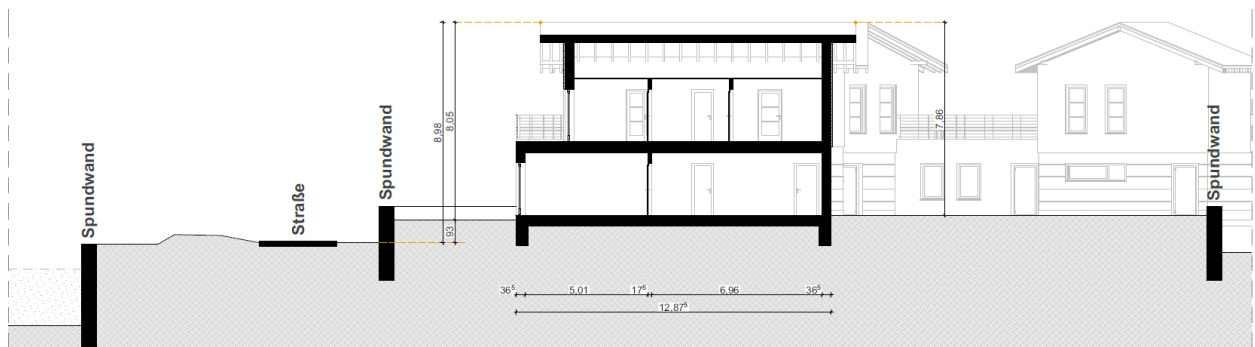 Spundwand
Straße
Spundwand
8,98
8,05
93
7,86
Spundwand
36⁵
5,01
17⁵
6,96
36⁵
12,87⁵